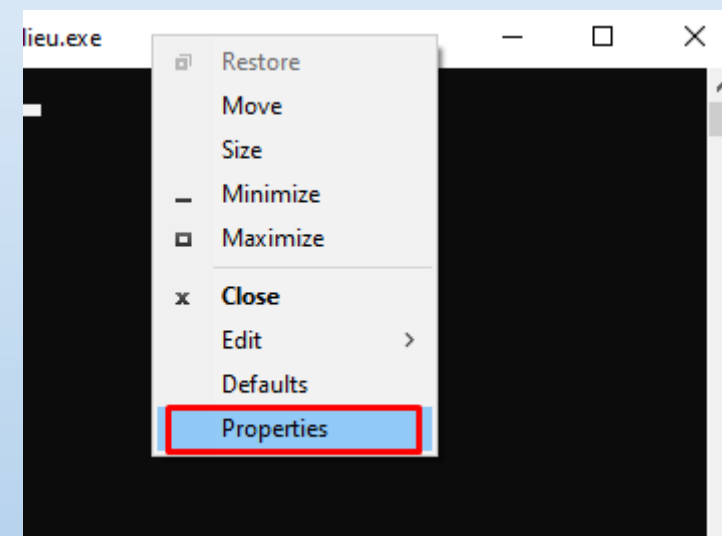 lieu.exe
Restore
Move
Size
Minimize
Maximize
Close
Edit
Defaults
Properties